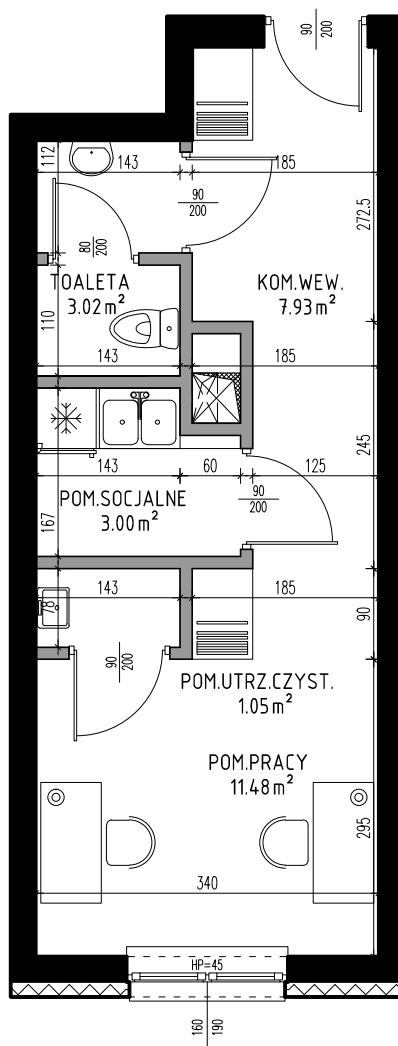 90
200
112
143
185
90
200
272.5
80
200
TOALETA
3.02 m²
KOM.WEW.
7.93 m²
110
143
185
245
143
60
125
90
200
POM.SOCJALNE
3.00 m²
167
143
185
78
90
90
200
POM.UTRZ.CZYST.
1.05 m²
POM.PRACY
11.48 m²
295
340
HP=45
160
190